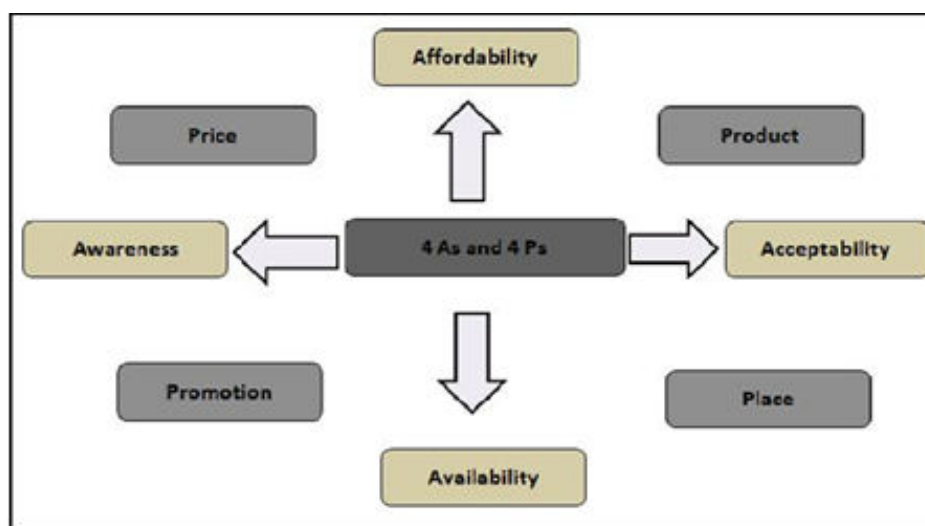 Affordability
Price
Product
Awareness
4 As and 4 Ps
Acceptability
Promotion
Place
Availability